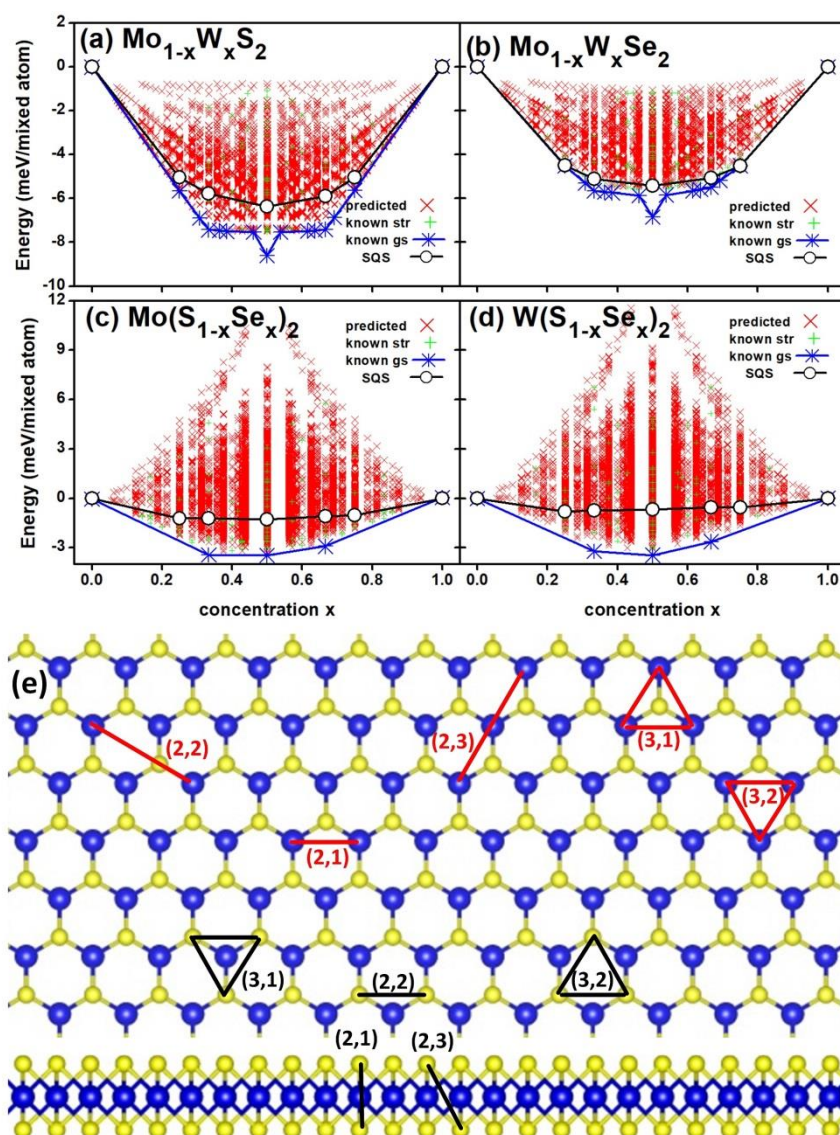 (a) Mo₁₋ₓWₓS₂
(b) Mo₁₋ₓWₓSe₂
2
0
-2
-4
-6
-8
-10
Energy (meV/mixed atom)
predicted
known str
known gs
SQS
predicted
known str
known gs
SQS
(c) Mo(S₁₋ₓSeₓ)₂
(d) W(S₁₋ₓSeₓ)₂
12
9
6
3
0
-3
Energy (meV/mixed atom)
predicted
known str
known gs
SQS
predicted
known str
known gs
SQS
0.0 0.2 0.4 0.6 0.8 1.0 0.0 0.2 0.4 0.6 0.8 1.0
concentration x concentration x
(e)
(2,2)
(2,3)
(3,1)
(3,2)
(2,1)
(3,1)
(2,2)
(3,2)
(2,1) (2,3)